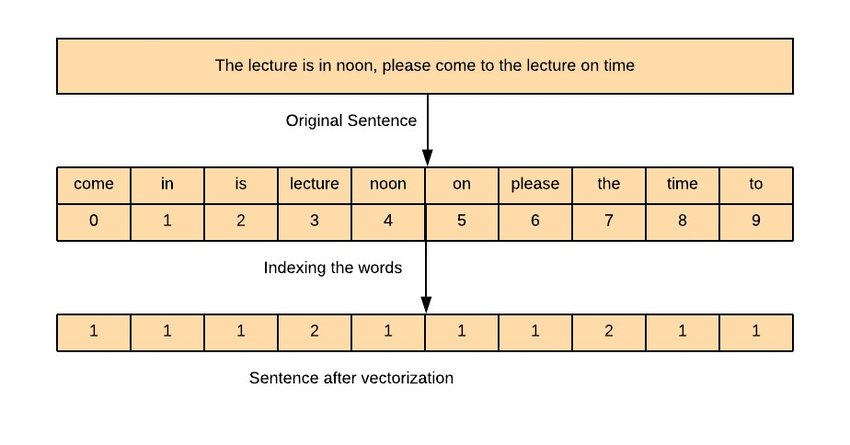 The lecture is in noon, please come to the lecture on time
Original Sentence
come in is lecture noon on please the time to
0 1 2 3 4 5 6 7 8 9
Indexing the words
1 1 1 2 1 1 1 2 1 1
Sentence after vectorization